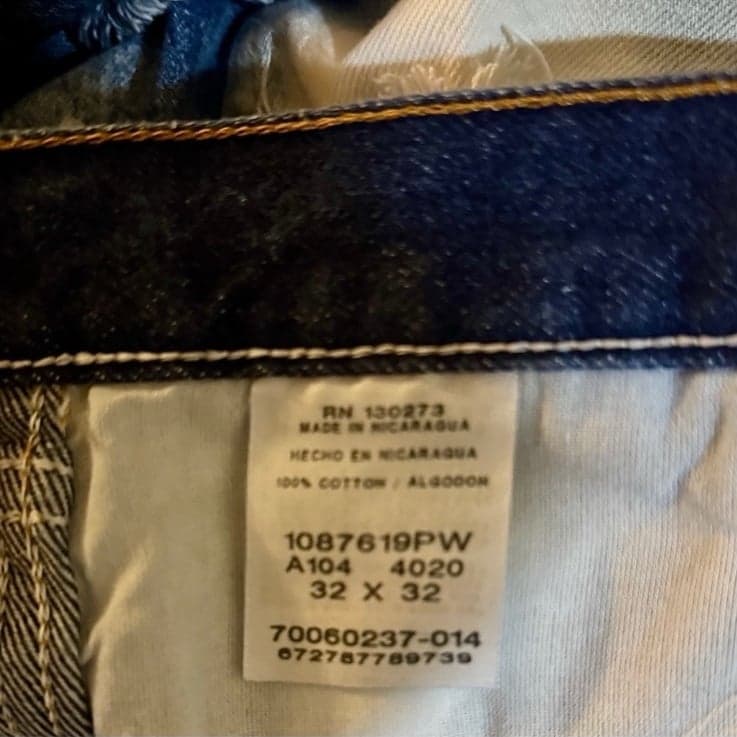 RN 130273
MADE IN NICARAGUA
HECHO EN NICARAGUA
100% COTTON / ALGODON
1087619PW
A104 4020
32 X 32
70060237-014
672787789739